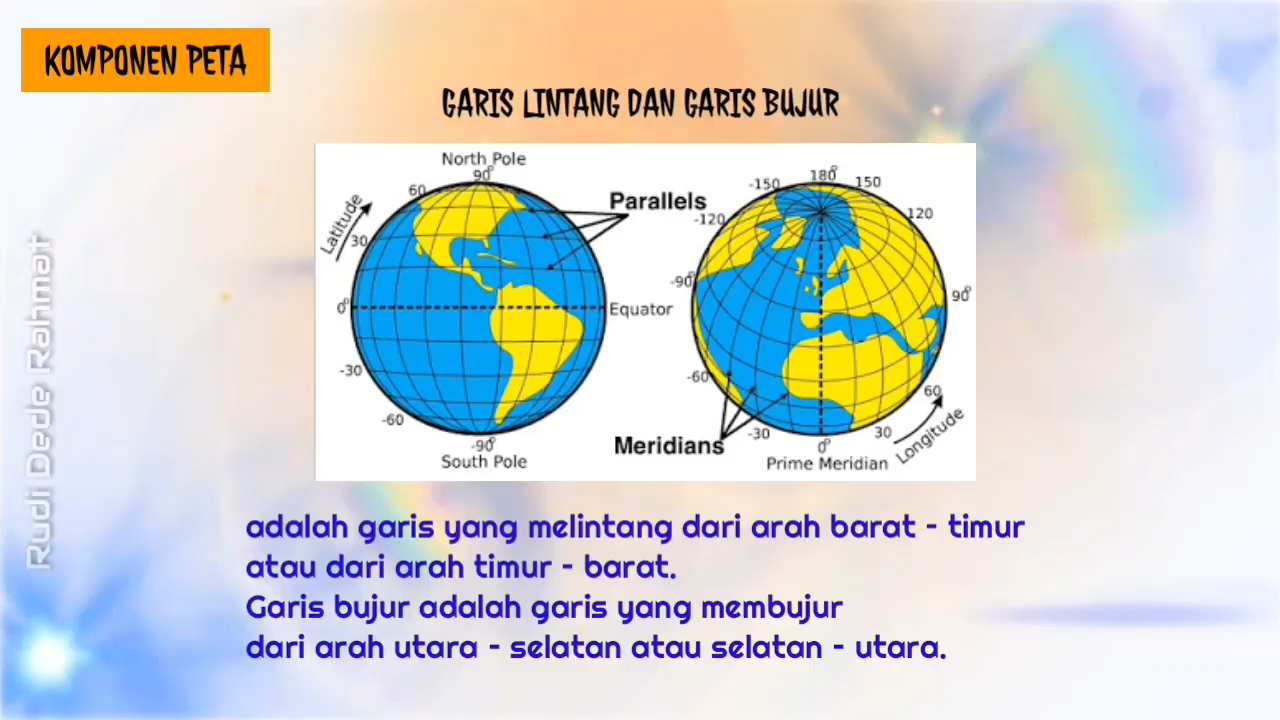 KOMPONEN PETA
GARIS LINTANG DAN GARIS BUJUR
North Pole
90°
60
Latitude
30
0°
-30
-60
-90°
South Pole
Parallels
Equator
Meridians
180°
-150
150
-120
120
-90°
90°
-60
60
-30
30
0°
Longitude
Prime Meridian
Rudi Dede Rahmat
adalah garis yang melintang dari arah barat - timur
atau dari arah timur - barat.
Garis bujur adalah garis yang membujur
dari arah utara - selatan atau selatan - utara.